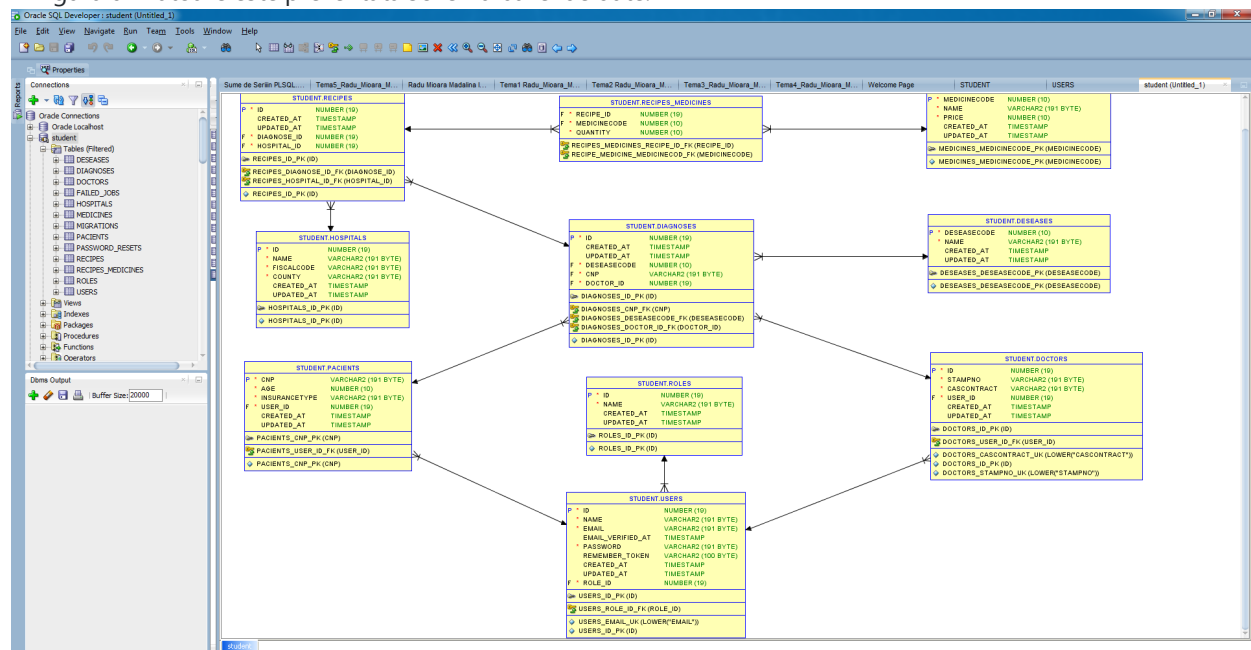 Oracle SQL Developer : student (Untitled_1)
File Edit View Navigate Run Team Tools Window Help
Properties
Reports
Connections
Oracle Connections
Oracle Localhost
student
Tables (Filtered)
DESEASES
DIAGNOSES
DOCTORS
FAILED_JOBS
HOSPITALS
MEDICINES
MIGRATIONS
PACIENTS
PASSWORD_RESETS
RECIPES
RECIPES_MEDICINES
ROLES
USERS
Views
Indexes
Packages
Procedures
Functions
Operators
Dbms Output
Buffer Size: 20000
Sume de Seriiin PLSQL.... Tema5_Radu_Mioara_M... Radu Mioara Madalina I... Tema1 Radu_Mioara_M... Tema2 Radu_Mioara_M... Tema3_Radu_Mioara_M... Tema4_Radu_Mioara_M... Welcome Page STUDENT USERS student (Untitled_1)
STUDENT.RECIPES
P * ID NUMBER (19)
CREATED_AT TIMESTAMP
UPDATED_AT TIMESTAMP
F * DIAGNOSE_ID NUMBER (19)
F * HOSPITAL_ID NUMBER (19)
RECIPES_ID_PK (ID)
RECIPES_DIAGNOSE_ID_FK (DIAGNOSE_ID)
RECIPES_HOSPITAL_ID_FK (HOSPITAL_ID)
RECIPES_ID_PK (ID)
STUDENT.RECIPES_MEDICINES
F * RECIPE_ID NUMBER (19)
F * MEDICINECODE NUMBER (10)
* QUANTITY NUMBER (10)
RECIPES_MEDICINES_RECIPE_ID_FK (RECIPE_ID)
RECIPE_MEDICINE_MEDICINECOD_FK (MEDICINECODE)
P * MEDICINECODE NUMBER (10)
* NAME VARCHAR2 (191 BYTE)
* PRICE NUMBER (10)
CREATED_AT TIMESTAMP
UPDATED_AT TIMESTAMP
MEDICINES_MEDICINECODE_PK (MEDICINECODE)
MEDICINES_MEDICINECODE_PK (MEDICINECODE)
STUDENT.HOSPITALS
P * ID NUMBER (19)
* NAME VARCHAR2 (191 BYTE)
* FISCALCODE VARCHAR2 (191 BYTE)
* COUNTY VARCHAR2 (191 BYTE)
CREATED_AT TIMESTAMP
UPDATED_AT TIMESTAMP
HOSPITALS_ID_PK (ID)
HOSPITALS_ID_PK (ID)
STUDENT.DIAGNOSES
P * ID NUMBER (19)
CREATED_AT TIMESTAMP
UPDATED_AT TIMESTAMP
F * DESEASECODE NUMBER (10)
F * CNP VARCHAR2 (191 BYTE)
F * DOCTOR_ID NUMBER (19)
DIAGNOSES_ID_PK (ID)
DIAGNOSES_CNP_FK (CNP)
DIAGNOSES_DESEASECODE_FK (DESEASECODE)
DIAGNOSES_DOCTOR_ID_FK (DOCTOR_ID)
DIAGNOSES_ID_PK (ID)
STUDENT.DESEASES
P * DESEASECODE NUMBER (10)
* NAME VARCHAR2 (191 BYTE)
CREATED_AT TIMESTAMP
UPDATED_AT TIMESTAMP
DESEASES_DESEASECODE_PK (DESEASECODE)
DESEASES_DESEASECODE_PK (DESEASECODE)
STUDENT.PACIENTS
P * CNP VARCHAR2 (191 BYTE)
* AGE NUMBER (10)
* INSURANCETYPE VARCHAR2 (191 BYTE)
F * USER_ID NUMBER (19)
CREATED_AT TIMESTAMP
UPDATED_AT TIMESTAMP
PACIENTS_CNP_PK (CNP)
PACIENTS_USER_ID_FK (USER_ID)
PACIENTS_CNP_PK (CNP)
STUDENT.ROLES
P * ID NUMBER (19)
* NAME VARCHAR2 (191 BYTE)
CREATED_AT TIMESTAMP
UPDATED_AT TIMESTAMP
ROLES_ID_PK (ID)
ROLES_ID_PK (ID)
STUDENT.DOCTORS
P * ID NUMBER (19)
* STAMPNO VARCHAR2 (191 BYTE)
* CASCONTRACT VARCHAR2 (191 BYTE)
F * USER_ID NUMBER (19)
CREATED_AT TIMESTAMP
UPDATED_AT TIMESTAMP
DOCTORS_ID_PK (ID)
DOCTORS_USER_ID_FK (USER_ID)
DOCTORS_CASCONTRACT_UK (LOWER("CASCONTRACT"))
DOCTORS_ID_PK (ID)
DOCTORS_STAMPNO_UK (LOWER("STAMPNO"))
STUDENT.USERS
P * ID NUMBER (19)
* NAME VARCHAR2 (191 BYTE)
* EMAIL VARCHAR2 (191 BYTE)
EMAIL_VERIFIED_AT TIMESTAMP
* PASSWORD VARCHAR2 (191 BYTE)
REMEMBER_TOKEN VARCHAR2 (100 BYTE)
CREATED_AT TIMESTAMP
UPDATED_AT TIMESTAMP
F * ROLE_ID NUMBER (19)
USERS_ID_PK (ID)
USERS_ROLE_ID_FK (ROLE_ID)
USERS_EMAIL_UK (LOWER("EMAIL"))
USERS_ID_PK (ID)
student